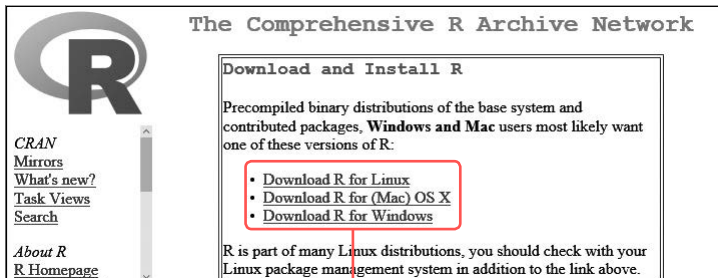 The Comprehensive R Archive Network
R
CRAN
Mirrors
What's new?
Task Views
Search
About R
R Homepage
Download and Install R
Precompiled binary distributions of the base system and
contributed packages, Windows and Mac users most likely want
one of these versions of R:
• Download R for Linux
• Download R for (Mac) OS X
• Download R for Windows
R is part of many Linux distributions, you should check with your
Linux package management system in addition to the link above.